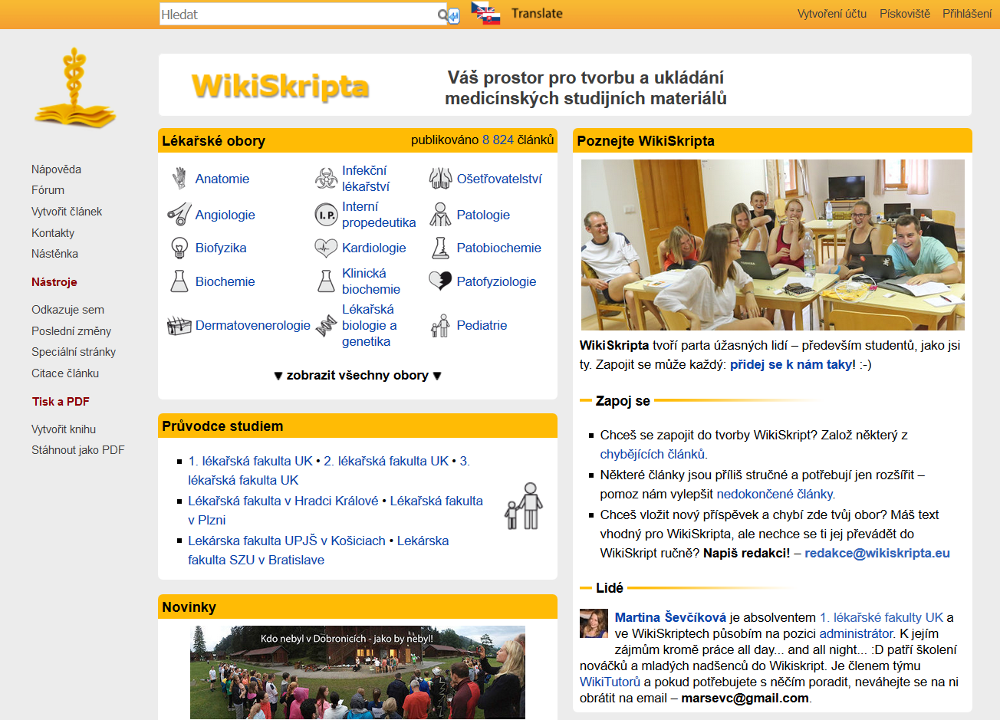 Hledat
Translate
Vytvoření účtu
Pískoviště
Přihlášení
WikiSkripta
Váš prostor pro tvorbu a ukládání
medicínských studijních materiálů
Nápověda
Fórum
Vytvořit článek
Kontakty
Nástěnka
Nástroje
Odkazuje sem
Poslední změny
Speciální stránky
Citace článku
Tisk a PDF
Vytvořit knihu
Stáhnout jako PDF
Lékařské obory
publikováno 8 824 článků
Anatomie
Infekční
lékařství
Ošetřovatelství
Angiologie
I. P.
Interní
propedeutika
Patologie
Biofyzika
Kardiologie
Patobiochemie
Biochemie
Klinická
biochemie
Patofyziologie
Dermatovenerologie
Lékařská
biologie a
genetika
Pediatrie
▼ zobrazit všechny obory ▼
Průvodce studiem
1. lékařská fakulta UK • 2. lékařská fakulta UK • 3.
lékařská fakulta UK
Lékařská fakulta v Hradci Králové • Lékařská fakulta
v Plzni
Lekárska fakulta UPJŠ v Košiciach • Lekárska
fakulta SZU v Bratislave
Novinky
Kdo nebyl v Dobronicích - jako by nebyl!
Poznejte WikiSkripta
TOSHIBA
WikiSkripta tvoří parta úžasných lidí – především studentů, jako jsi
ty. Zapojit se může každý: přidej se k nám taky! :-)
Zapoj se
Chceš se zapojit do tvorby WikiSkript? Založ některý z
chybějících článků.
Některé články jsou příliš stručné a potřebují jen rozšířit –
pomoz nám vylepšit nedokončené články.
Chceš vložit nový příspěvek a chybí zde tvůj obor? Máš text
vhodný pro WikiSkripta, ale nechce se ti jej převádět do
WikiSkript ručně? Napiš redakci! – redakce@wikiskripta.eu
Lidé
Martina Ševčíková je absolventem 1. lékařské fakulty UK a
ve WikiSkriptech působím na pozici administrátor. K jejím
zájmům kromě práce all day... and all night... :D patří školení
nováčků a mladých nadšenců do Wikiskript. Je členem týmu
WikiTutorů a pokud potřebujete s něčím poradit, neváhejte se na ni
obrátit na email – marsevc@gmail.com.